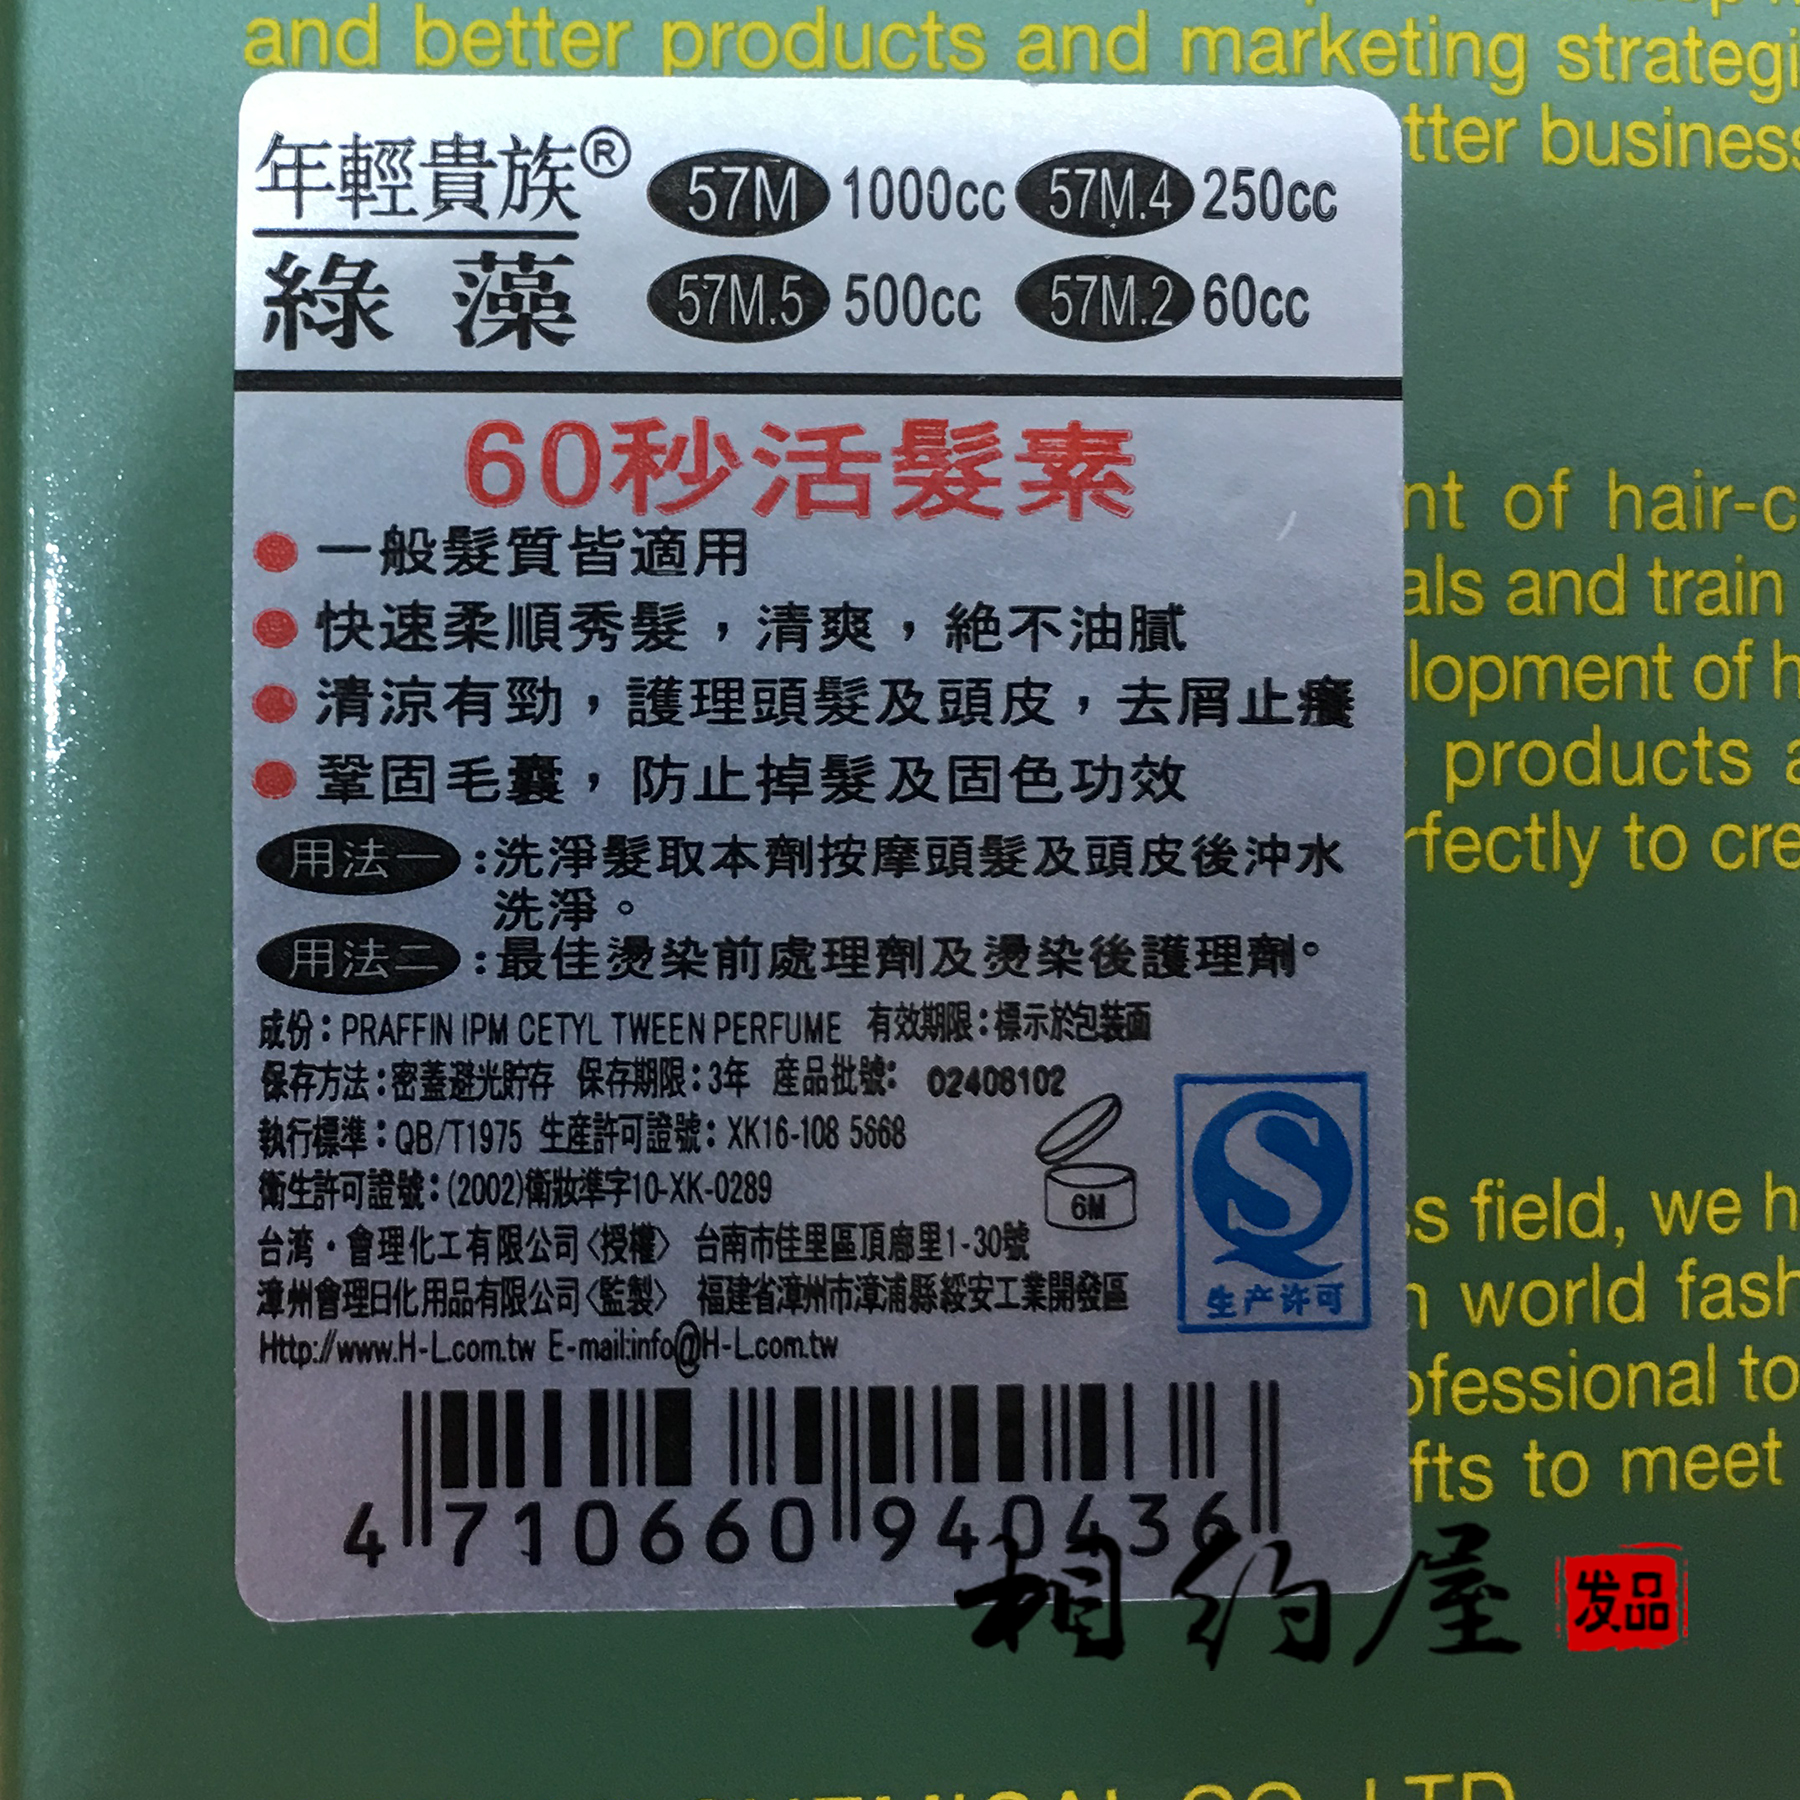 and better products and marketing strategi
tter business
年輕貴族®
綠藻
57M 1000cc 57M.4 250cc
57M.5 500cc 57M.2 60cc
60秒活髮素
● 一般髮質皆適用
● 快速柔順秀髮，清爽，絕不油膩
● 清涼有勁，護理頭髮及頭皮，去屑止癢
● 鞏固毛囊，防止掉髮及固色功效
用法一:洗淨髮取本劑按摩頭髮及頭皮後沖水
洗淨。
用法二:最佳燙染前處理劑及燙染後護理劑。
成份：PRAFFIN IPM CETYL TWEEN PERFUME 有效期限：標示於包裝面
保存方法：密蓋避光貯存 保存期限：3年 産品批號：02408102
執行標準：QB/T1975 生産許可證號：XK16-108 5668
衛生許可證號：(2002)衛妝準字10-XK-0289
6M
台湾·會理化工有限公司〈授權〉 台南市佳里區頂廍里1-30號
漳州會理日化用品有限公司〈監製〉 福建省漳州市漳浦縣綏安工業開發區
Http://www.H-L.com.tw E-mail:info@H-L.com.tw
生产许可
4 710660 940436
nt of hair-c
als and train
lopment of h
products a
rfectly to cre
ss field, we h
n world fash
ofessional to
fts to meet
相约屋
发品
CO. LTD